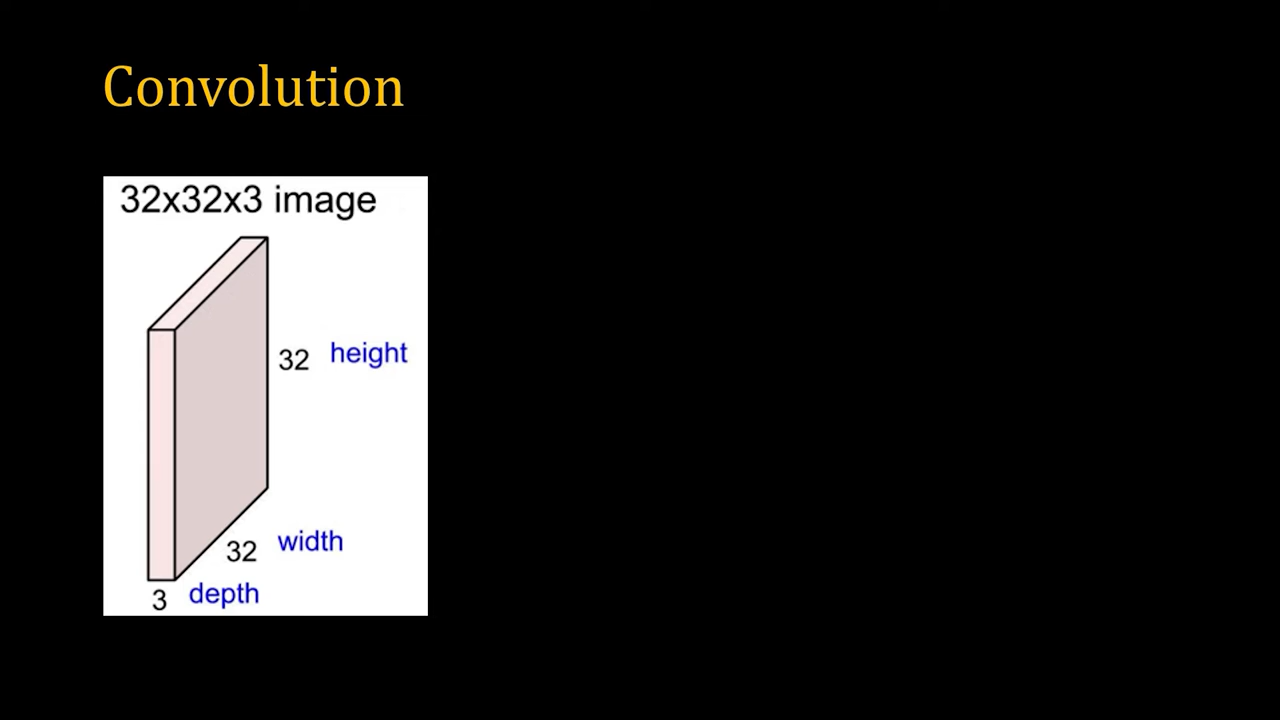 Convolution
32x32x3 image
32 height
32 width
3 depth